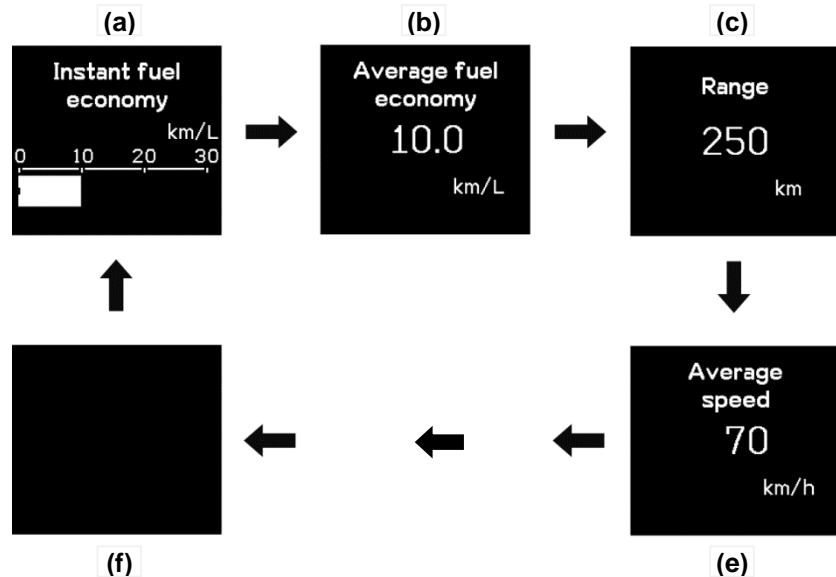 (a)
(b)
(c)
Instant fuel
economy
km/L
0 10 20 30
Average fuel
economy
10.0
km/L
Range
250
km
Average
speed
70
km/h
(f)
(e)